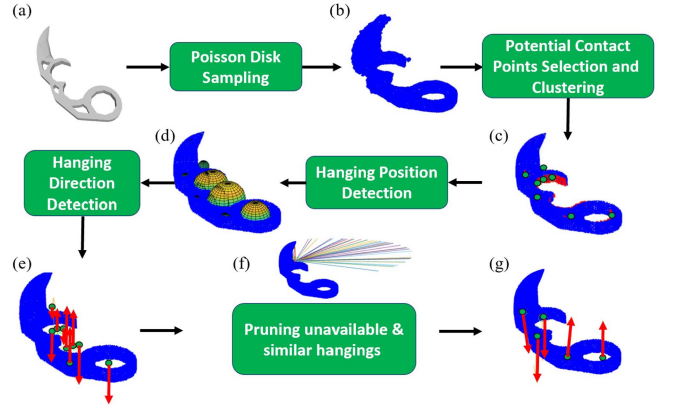 (a)
Poisson Disk
Sampling
(b)
Potential Contact
Points Selection and
Clustering
(c)
Hanging Position
Detection
(d)
Hanging
Direction
Detection
(e)
(f)
Pruning unavailable &
similar hangings
(g)